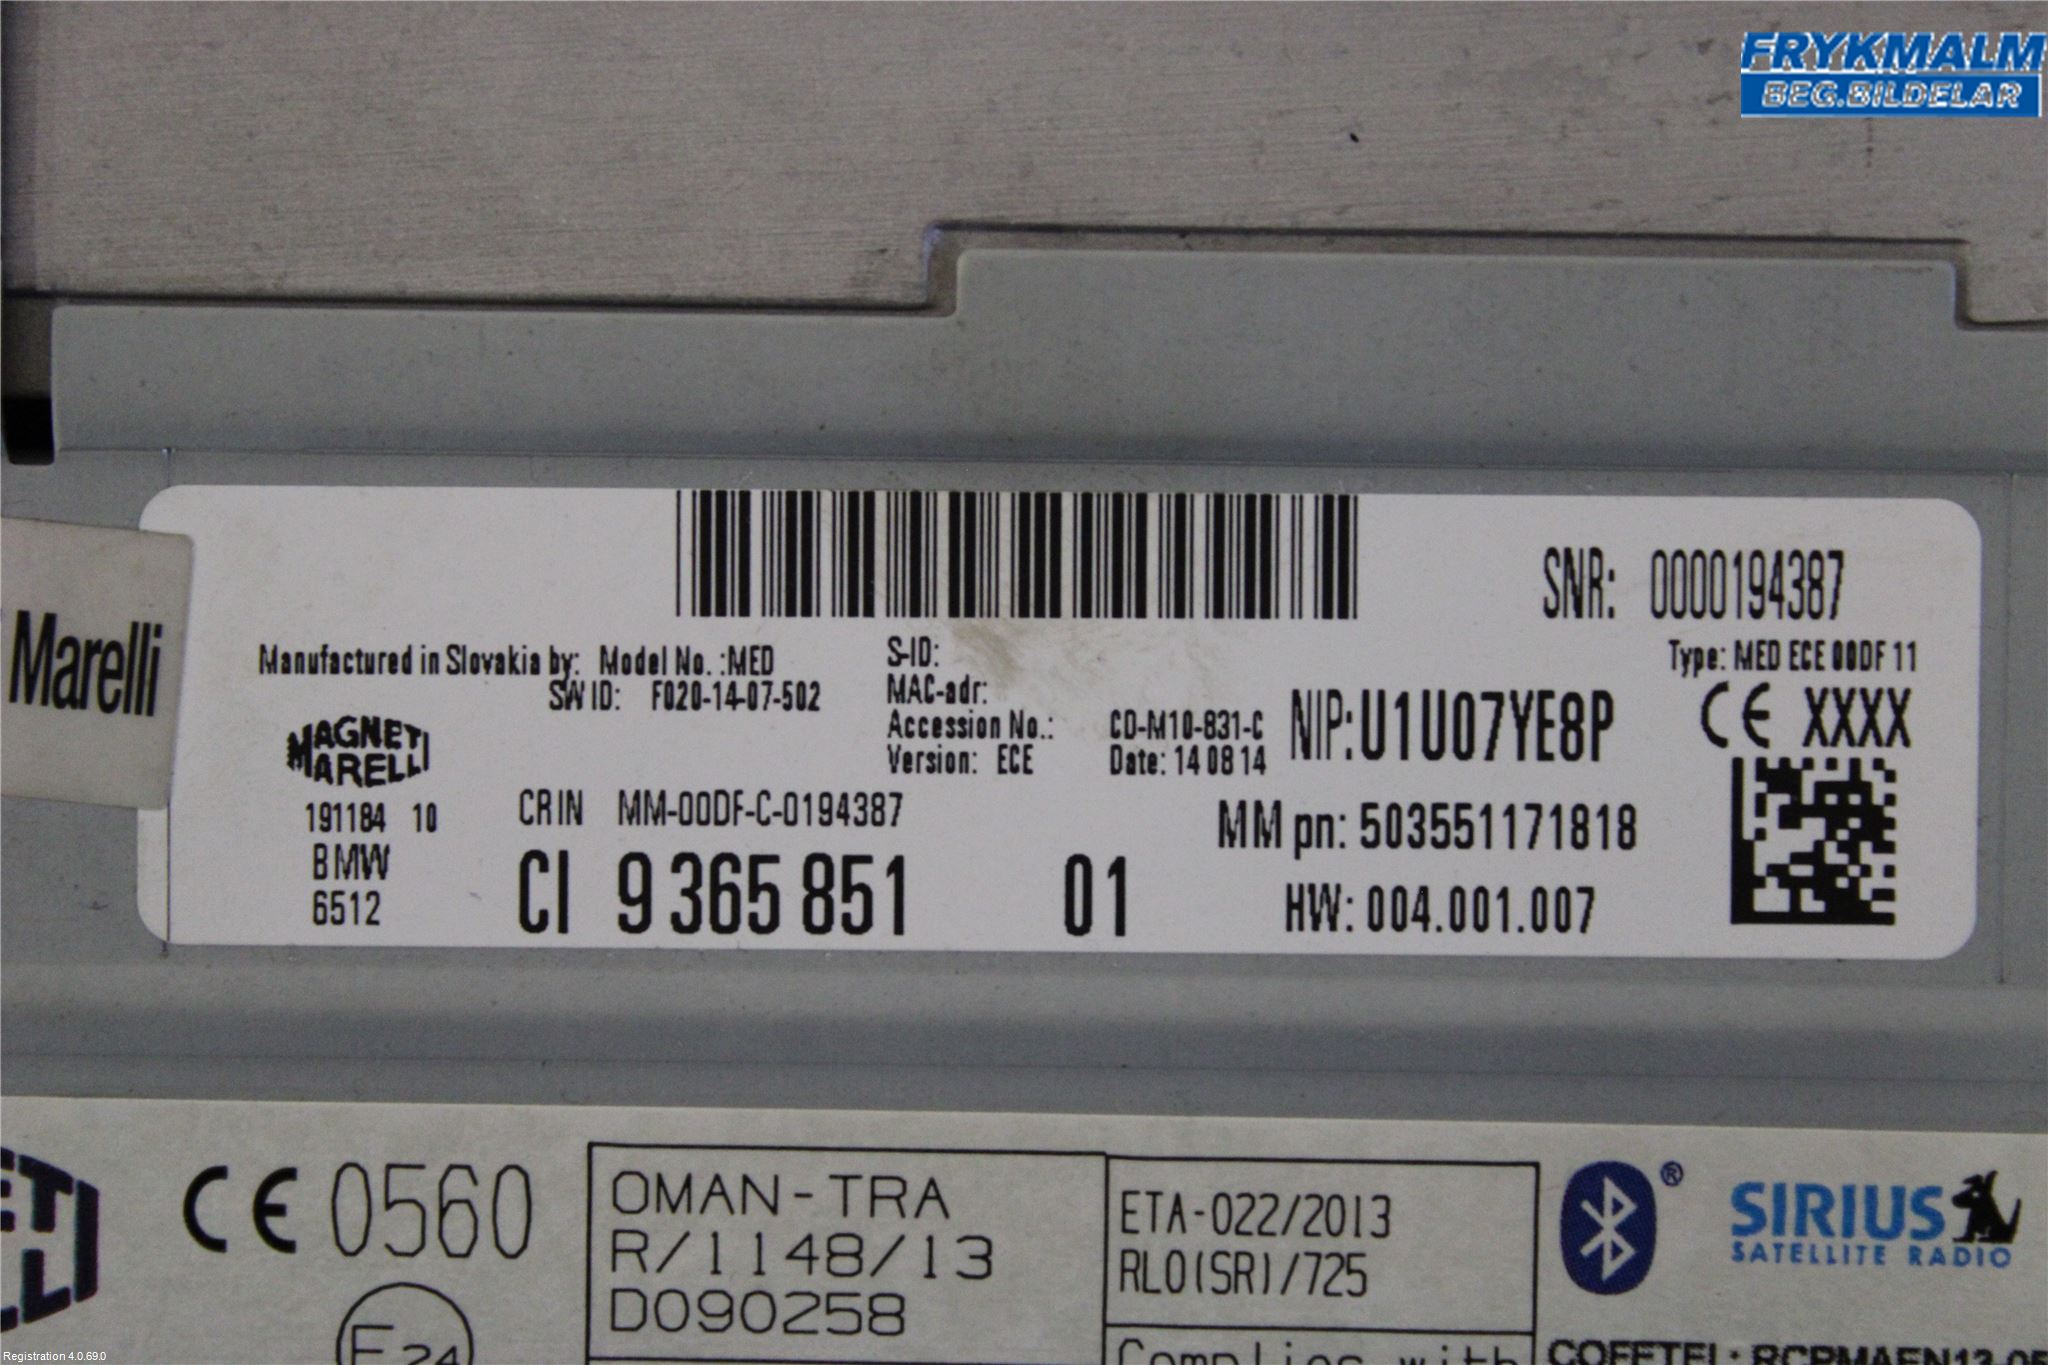 FRYKMALM
BEG.BILDELAR
Marelli
SNR: 0000194387
Manufactured in Slovakia by: Model No. :MED
S-ID:
Type: MED ECE 00DF 11
SW ID: F020-14-07-502
MAC-adr:
MAGNETI
MARELLI
Accession No.: CD-M10-831-C
NIP:U1U07YE8P
CE XXXX
Version: ECE Date: 14 08 14
191184 10
CRIN MM-00DF-C-0194387
MM pn: 503551171818
BMW
6512
CI 9 365 851 01
HW: 004.001.007
CE 0560
OMAN-TRA
R/1148/13
D090258
ETA-022/2013
RLO(SR)/725
®
SIRIUS
SATELLITE RADIO
E24
Complies with
COFETEL:
Registration 4.0.69.0